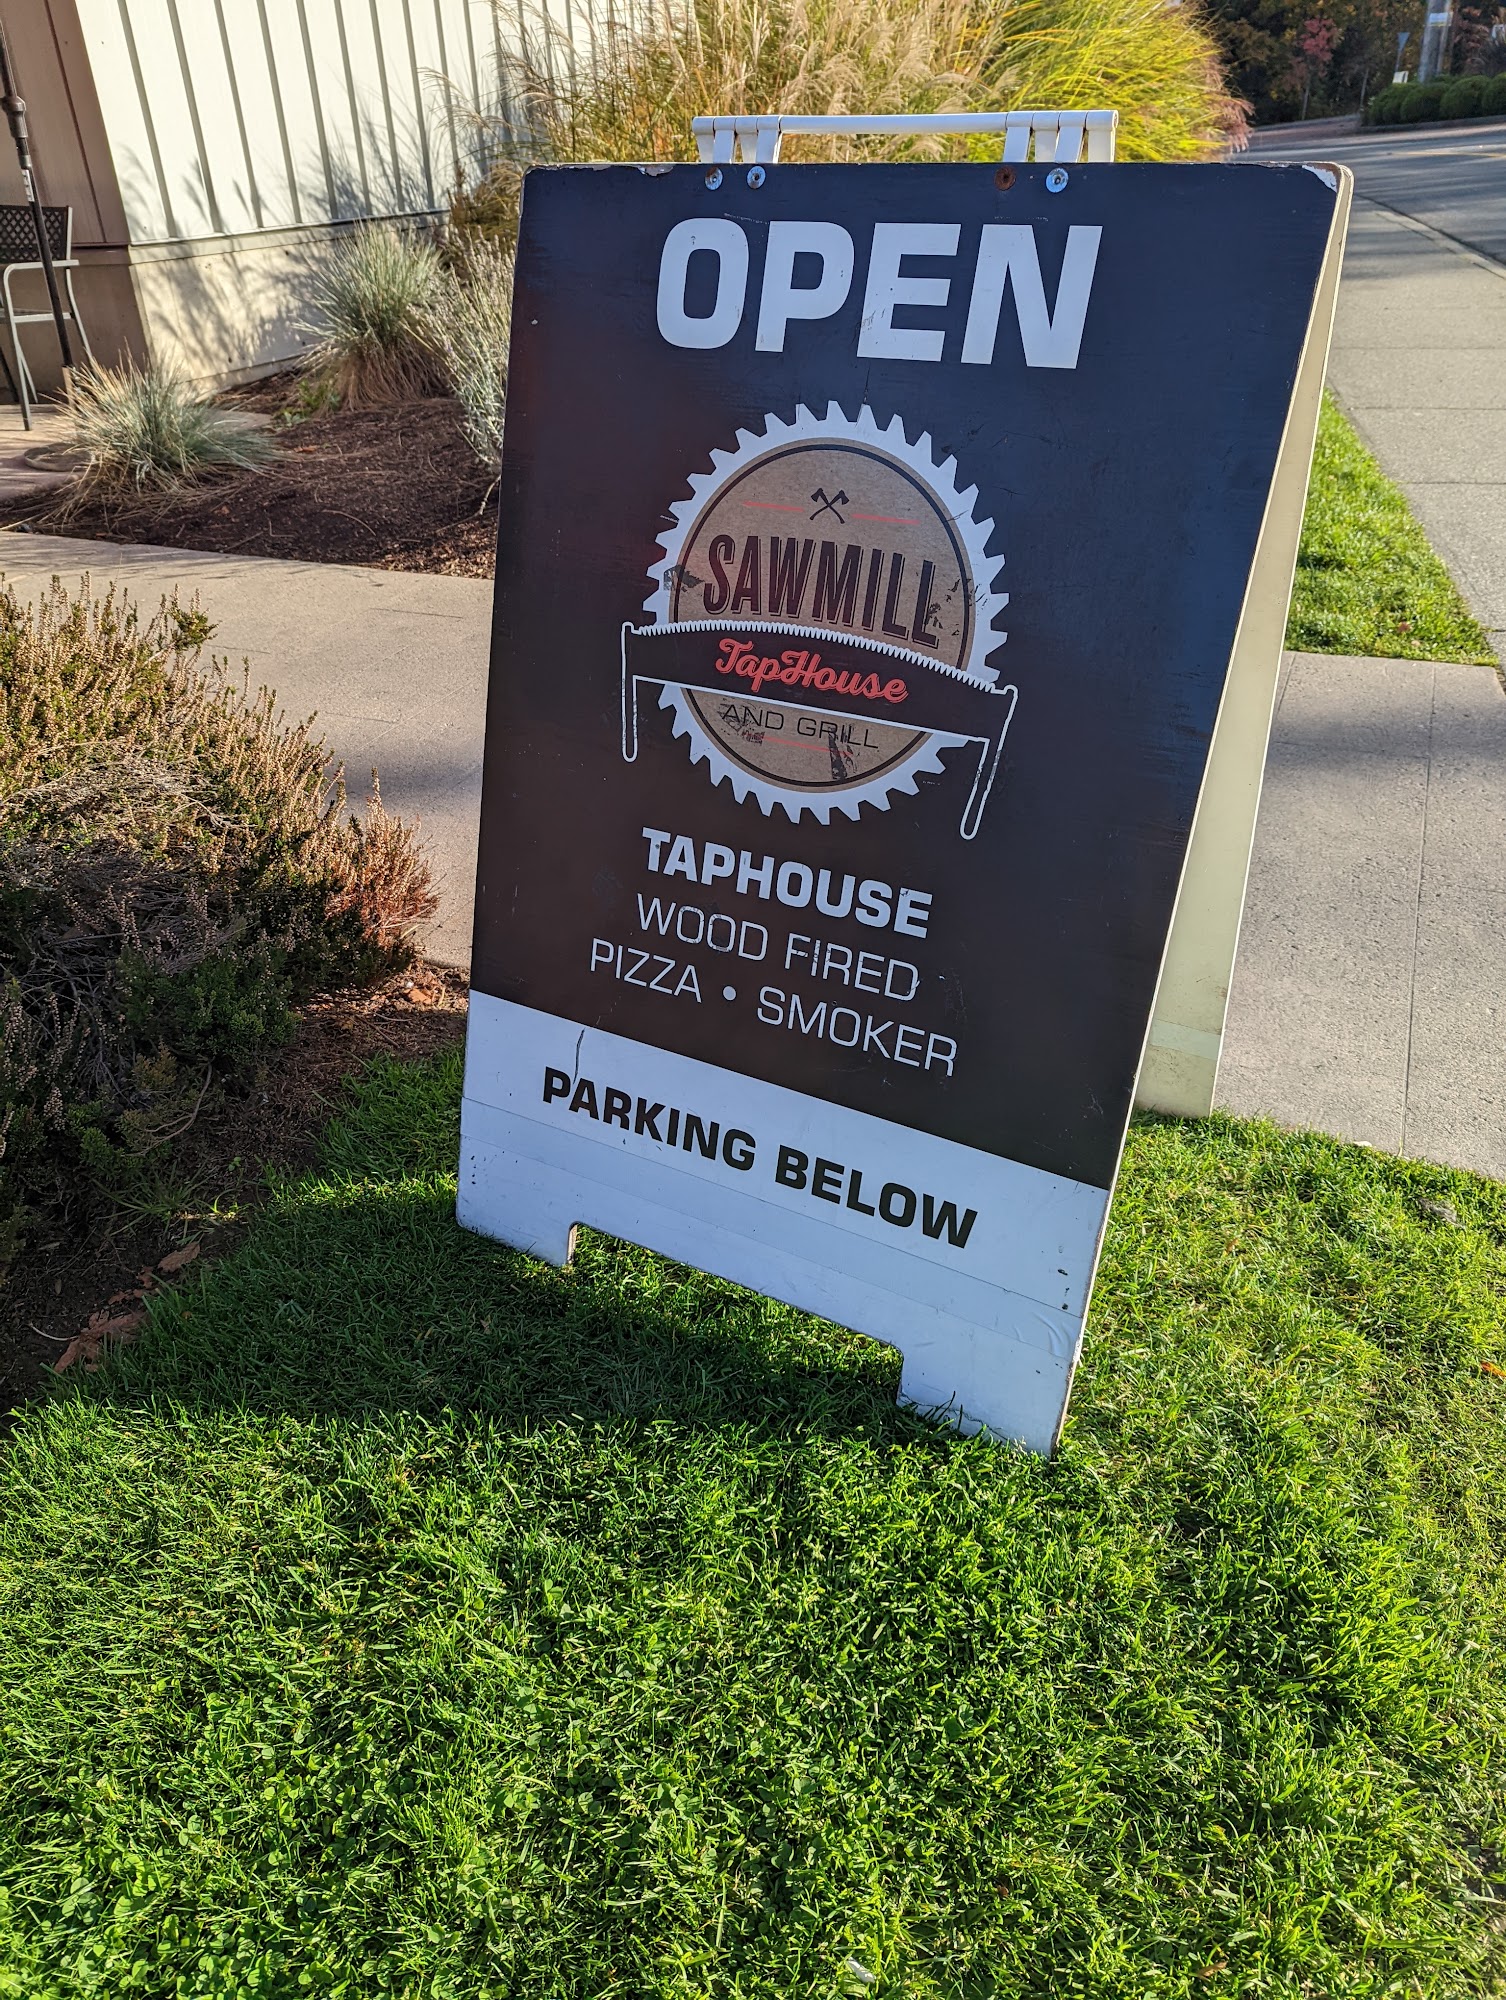 OPEN
SAWMILL
TapHouse
AND GRILL
TAPHOUSE
WOOD FIRED
PIZZA • SMOKER
PARKING BELOW